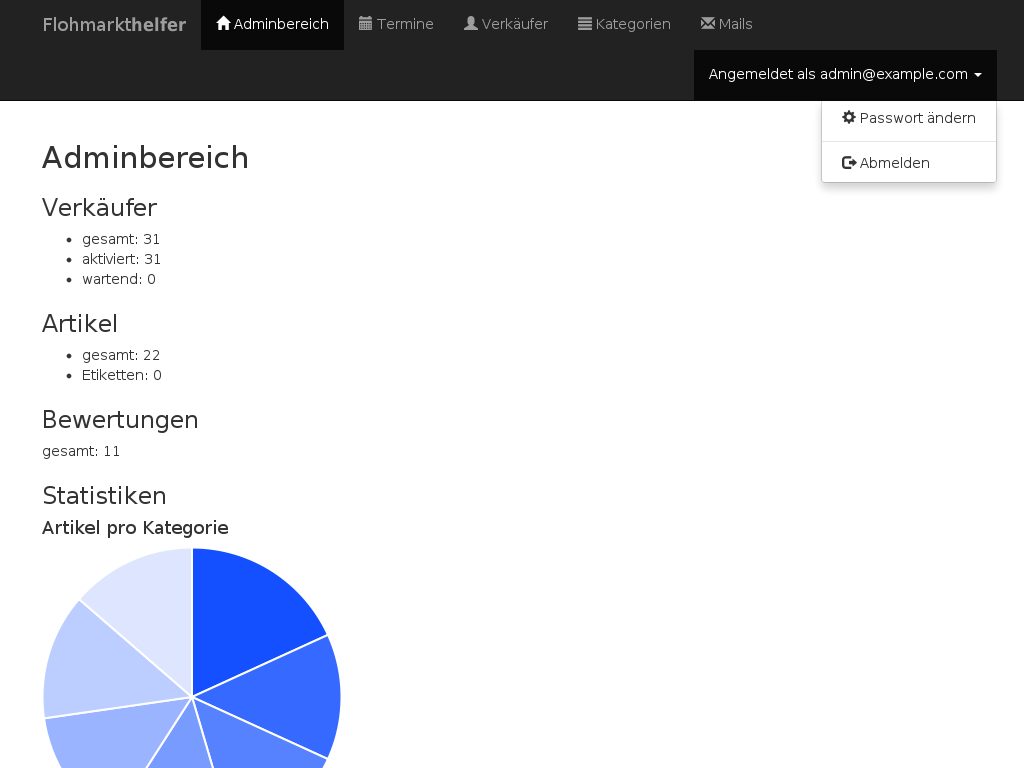 Flohmarkthelfer Adminbereich Termine Verkäufer Kategorien Mails
Angemeldet als admin@example.com
Passwort ändern
Abmelden
Adminbereich
Verkäufer
gesamt: 31
aktiviert: 31
wartend: 0
Artikel
gesamt: 22
Etiketten: 0
Bewertungen
gesamt: 11
Statistiken
Artikel pro Kategorie